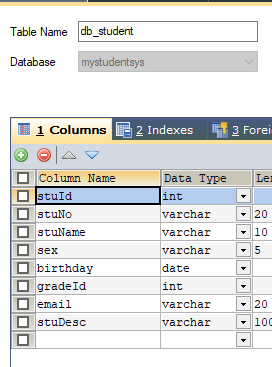 Table Name db_student
Database mystudentsys
1 Columns 2 Indexes 3 Forei
Column Name Data Type Len
stuId int
stuNo varchar 20
stuName varchar 10
sex varchar 5
birthday date
gradeId int
email varchar 20
stuDesc varchar 100